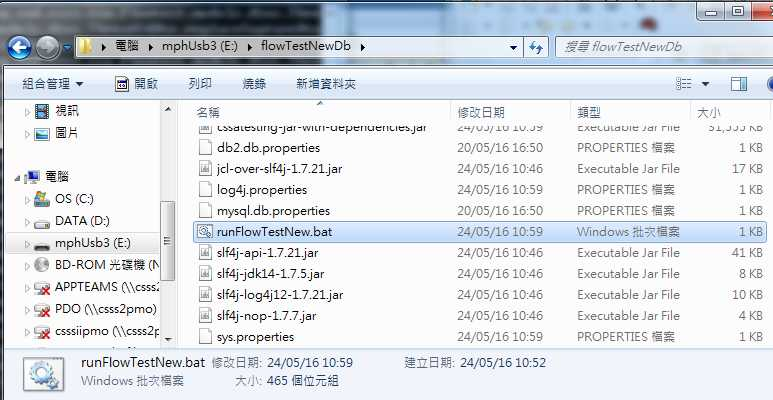 電腦 ▸ mphUsb3 (E:) ▸ flowTestNewDb ▸
搜尋 flowTestNewDb
組合管理 開啟 列印 燒錄 新增資料夾
名稱 修改日期 類型 大小
視訊
圖片
電腦
OS (C:)
DATA (D:)
mphUsb3 (E:)
BD-ROM 光碟機 (N
APPTEAMS (\\csss
PDO (\\csss2pmo)
csssiipmo (\\csss2
cssatesting-jar-with-dependencies.jar 24/05/16 10:59 Executable Jar File 51,555 KB
db2.db.properties 20/05/16 16:50 PROPERTIES 檔案 1 KB
jcl-over-slf4j-1.7.21.jar 24/05/16 10:46 Executable Jar File 17 KB
log4j.properties 24/05/16 10:59 PROPERTIES 檔案 1 KB
mysql.db.properties 20/05/16 16:50 PROPERTIES 檔案 1 KB
runFlowTestNew.bat 24/05/16 10:59 Windows 批次檔案 1 KB
slf4j-api-1.7.21.jar 24/05/16 10:46 Executable Jar File 41 KB
slf4j-jdk14-1.7.5.jar 24/05/16 10:46 Executable Jar File 8 KB
slf4j-log4j12-1.7.21.jar 24/05/16 10:46 Executable Jar File 10 KB
slf4j-nop-1.7.7.jar 24/05/16 10:46 Executable Jar File 4 KB
sys.properties 24/05/16 10:59 PROPERTIES 檔案 1 KB
runFlowTestNew.bat 修改日期: 24/05/16 10:59 建立日期: 24/05/16 10:52
Windows 批次檔案 大小: 465 個位元組